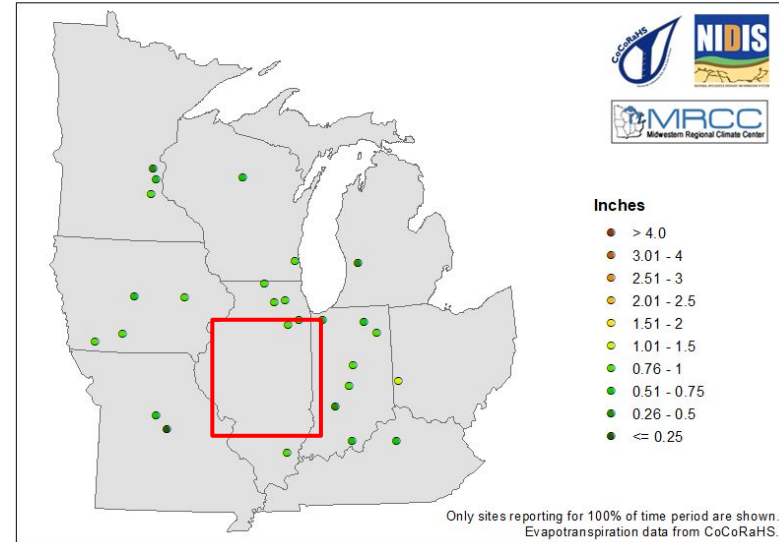 CoCoRaHS
NIDIS
MRCC
Midwestern Regional Climate Center
Inches
> 4.0
3.01 - 4
2.51 - 3
2.01 - 2.5
1.51 - 2
1.01 - 1.5
0.76 - 1
0.51 - 0.75
0.26 - 0.5
<= 0.25
Only sites reporting for 100% of time period are shown.
Evapotranspiration data from CoCoRaHS.